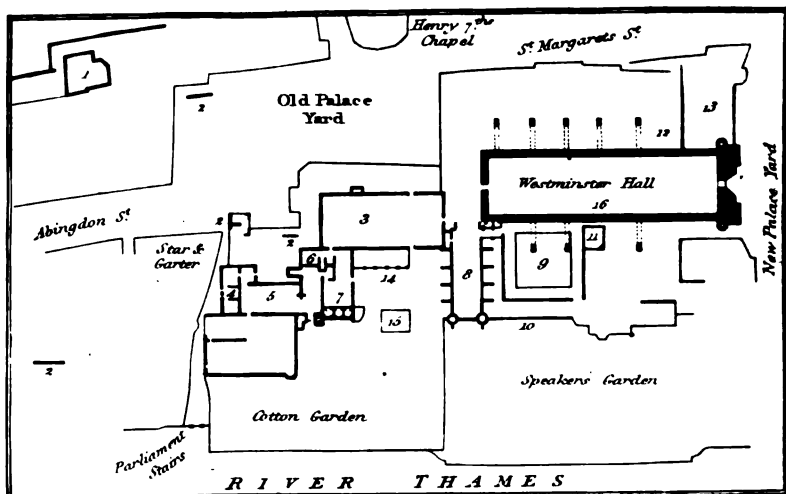 Henry 7.ths
Chapel
St. Margarets St.
1
2
Old Palace
Yard
12
13
Westminster Hall
16
New Palace Yard
Abingdon St.
2
3
2
Star &
Garter
6
14
8
9
11
4
5
7
15
10
2
Speakers Garden
Cotton Garden
Parliament
Stairs
RIVER THAMES